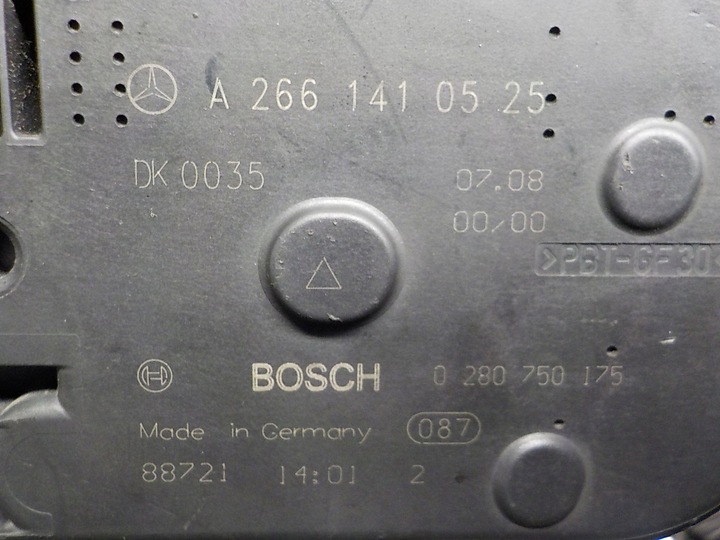 A 266 141 05 25
DK 0035 07.08
00/00
>PBT-GF30
BOSCH 0 280 750 175
Made in Germany 087
88721 14:01 2